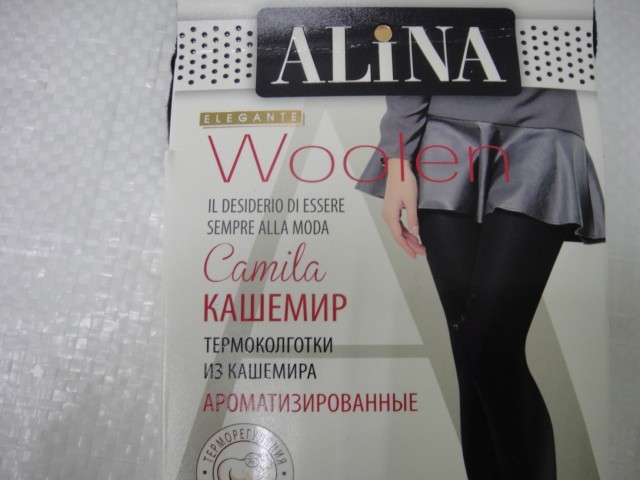 ALiNA
ELEGANTE
Woolen
IL DESIDERIO DI ESSERE
SEMPRE ALLA MODA
Camila
КАШЕМИР
ТЕРМОКОЛГОТКИ
ИЗ КАШЕМИРА
АРОМАТИЗИРОВАННЫЕ
ТЕРМОРЕГУЛЯЦИЯ